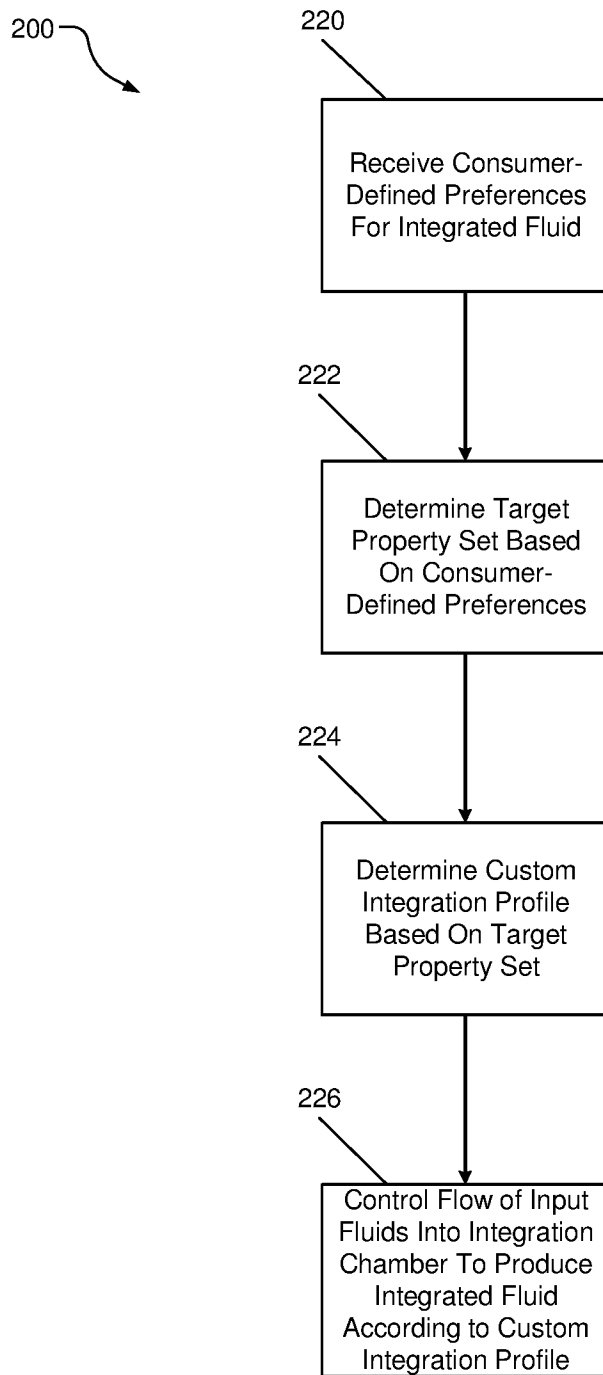 200
220
Receive Consumer-
Defined Preferences
For Integrated Fluid
222
Determine Target
Property Set Based
On Consumer-
Defined Preferences
224
Determine Custom
Integration Profile
Based On Target
Property Set
226
Control Flow of Input
Fluids Into Integration
Chamber To Produce
Integrated Fluid
According to Custom
Integration Profile